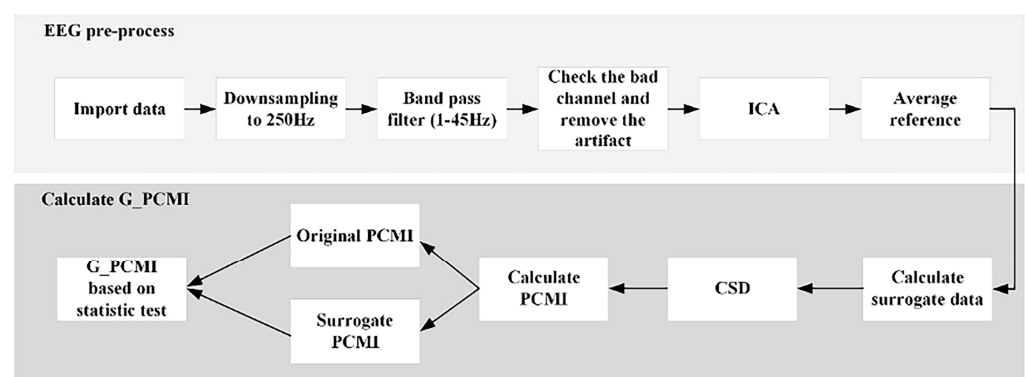 EEG pre-process
Import data
Downsampling
to 250Hz
Band pass
filter (1-45Hz)
Check the bad
channel and
remove the
artifact
ICA
Average
reference
Calculate G_PCMI
G_PCMI
based on
statistic test
Original PCMI
Surrogate
PCMI
Calculate
PCMI
CSD
Calculate
surrogate data